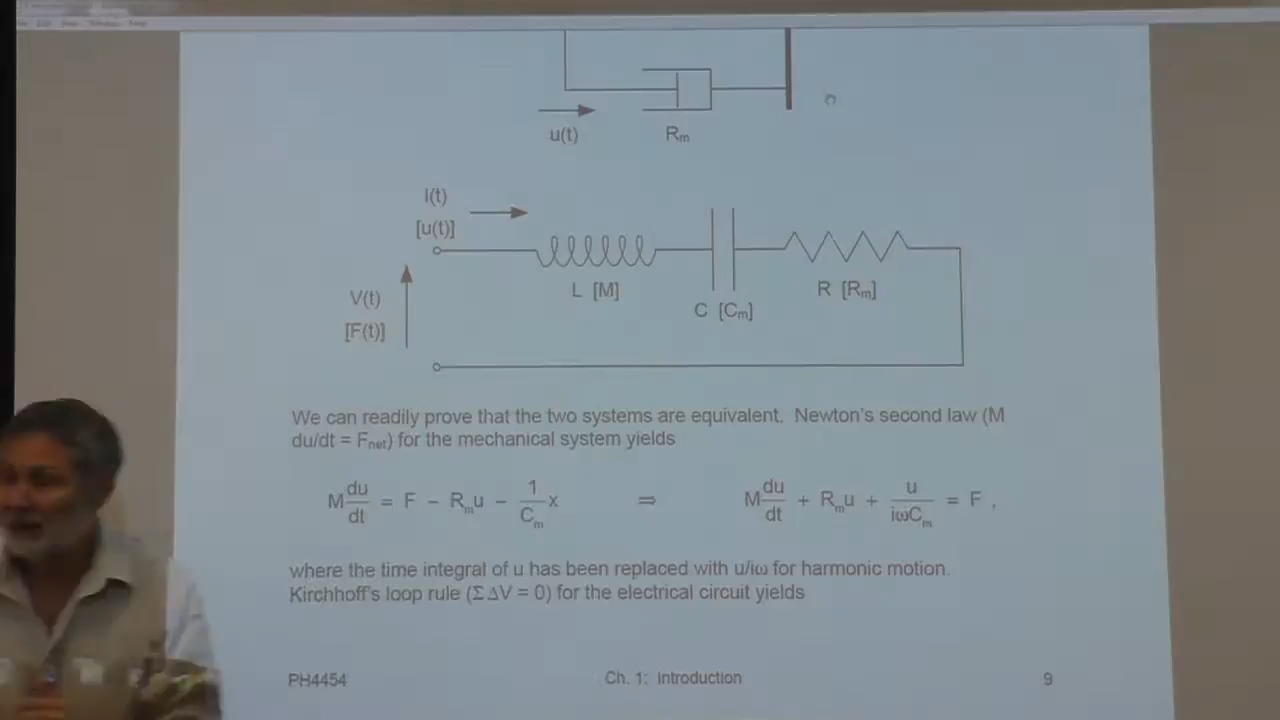 u(t)
Rm
I(t)
[u(t)]
V(t)
[F(t)]
L [M]
C [Cm]
R [Rm]
We can readily prove that the two systems are equivalent. Newton's second law (M
du/dt = Fnet) for the mechanical system yields
M du/dt = F − Rmu − 1/Cm x ⇒ M du/dt + Rmu + u/iωCm = F ,
where the time integral of u has been replaced with u/iω for harmonic motion.
Kirchhoff's loop rule (Σ ΔV = 0) for the electrical circuit yields
PH4454 Ch. 1: Introduction 9